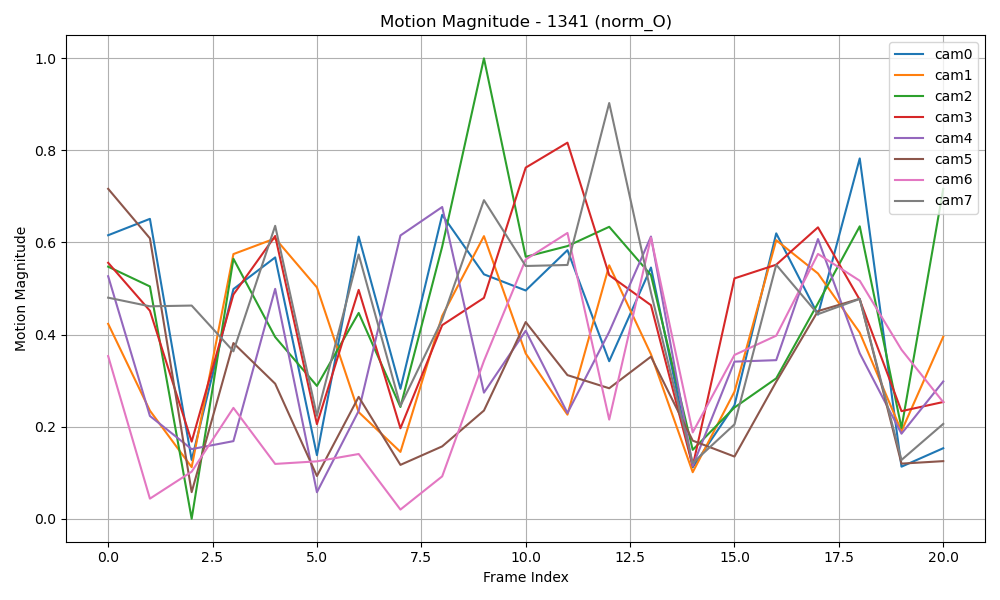 Motion Magnitude - 1341 (norm_O)
1.0
0.8
0.6
0.4
0.2
0.0
Motion Magnitude
0.0 2.5 5.0 7.5 10.0 12.5 15.0 17.5 20.0
Frame Index
cam0
cam1
cam2
cam3
cam4
cam5
cam6
cam7